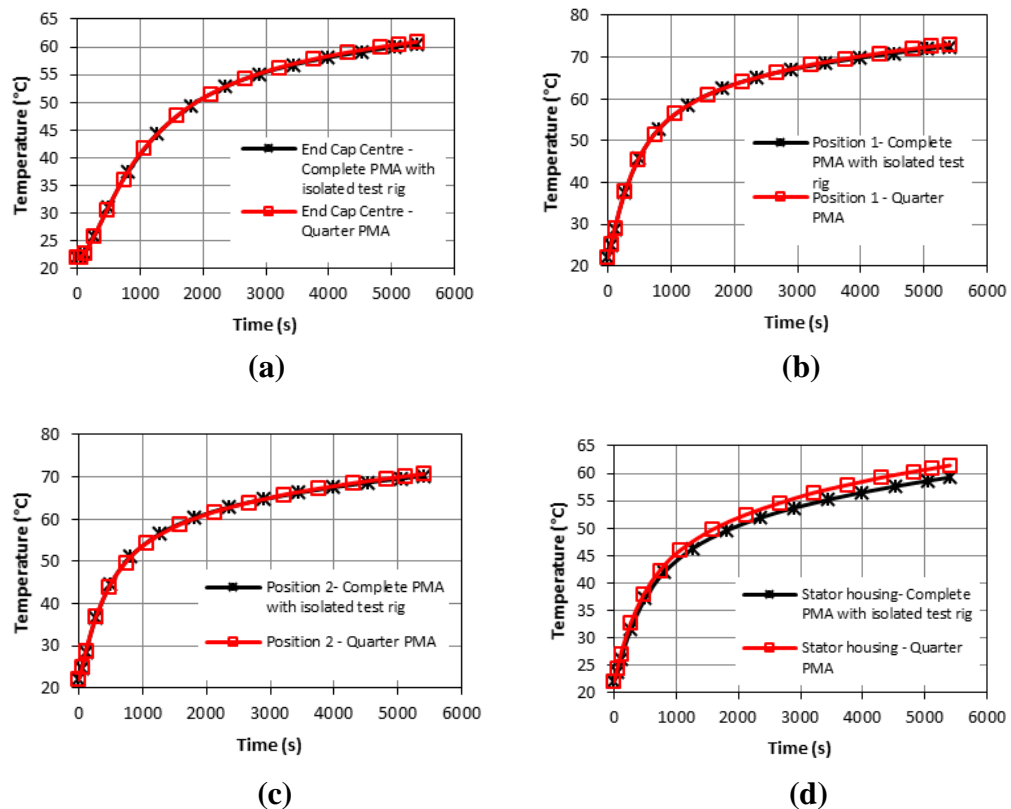 65
60
55
50
45
40
35
30
25
20
Temperature (°C)
End Cap Centre -
Complete PMA with
isolated test rig
End Cap Centre -
Quarter PMA
0 1000 2000 3000 4000 5000 6000
Time (s)
(a)
80
70
60
50
40
30
20
Temperature (°C)
Position 1- Complete
PMA with isolated test
rig
Position 1 - Quarter
PMA
0 1000 2000 3000 4000 5000 6000
Time (s)
(b)
80
70
60
50
40
30
20
Temperature (°C)
Position 2- Complete PMA
with isolated test rig
Position 2 - Quarter PMA
0 1000 2000 3000 4000 5000 6000
Time (s)
(c)
65
60
55
50
45
40
35
30
25
20
Temperature (°C)
Stator housing- Complete
PMA with isolated test rig
Stator housing - Quarter
PMA
0 1000 2000 3000 4000 5000 6000
Time (s)
(d)